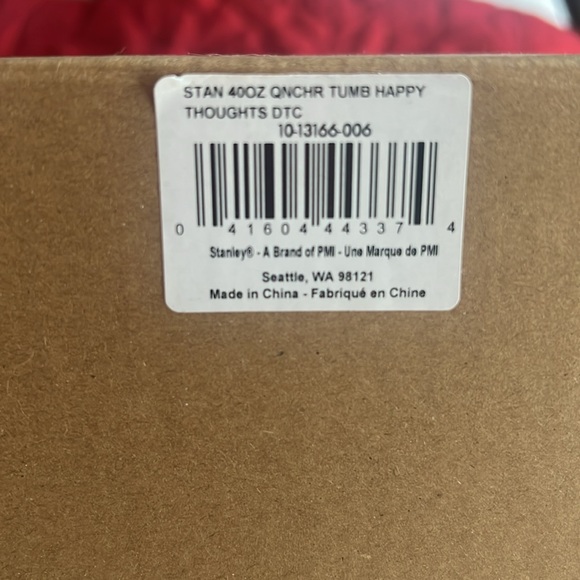 STAN 40OZ QNCHR TUMB HAPPY
THOUGHTS DTC
10-13166-006
0 41604 44337 4
Stanley® - A Brand of PMI - Une Marque de PMI
Seattle, WA 98121
Made in China - Fabriqué en Chine